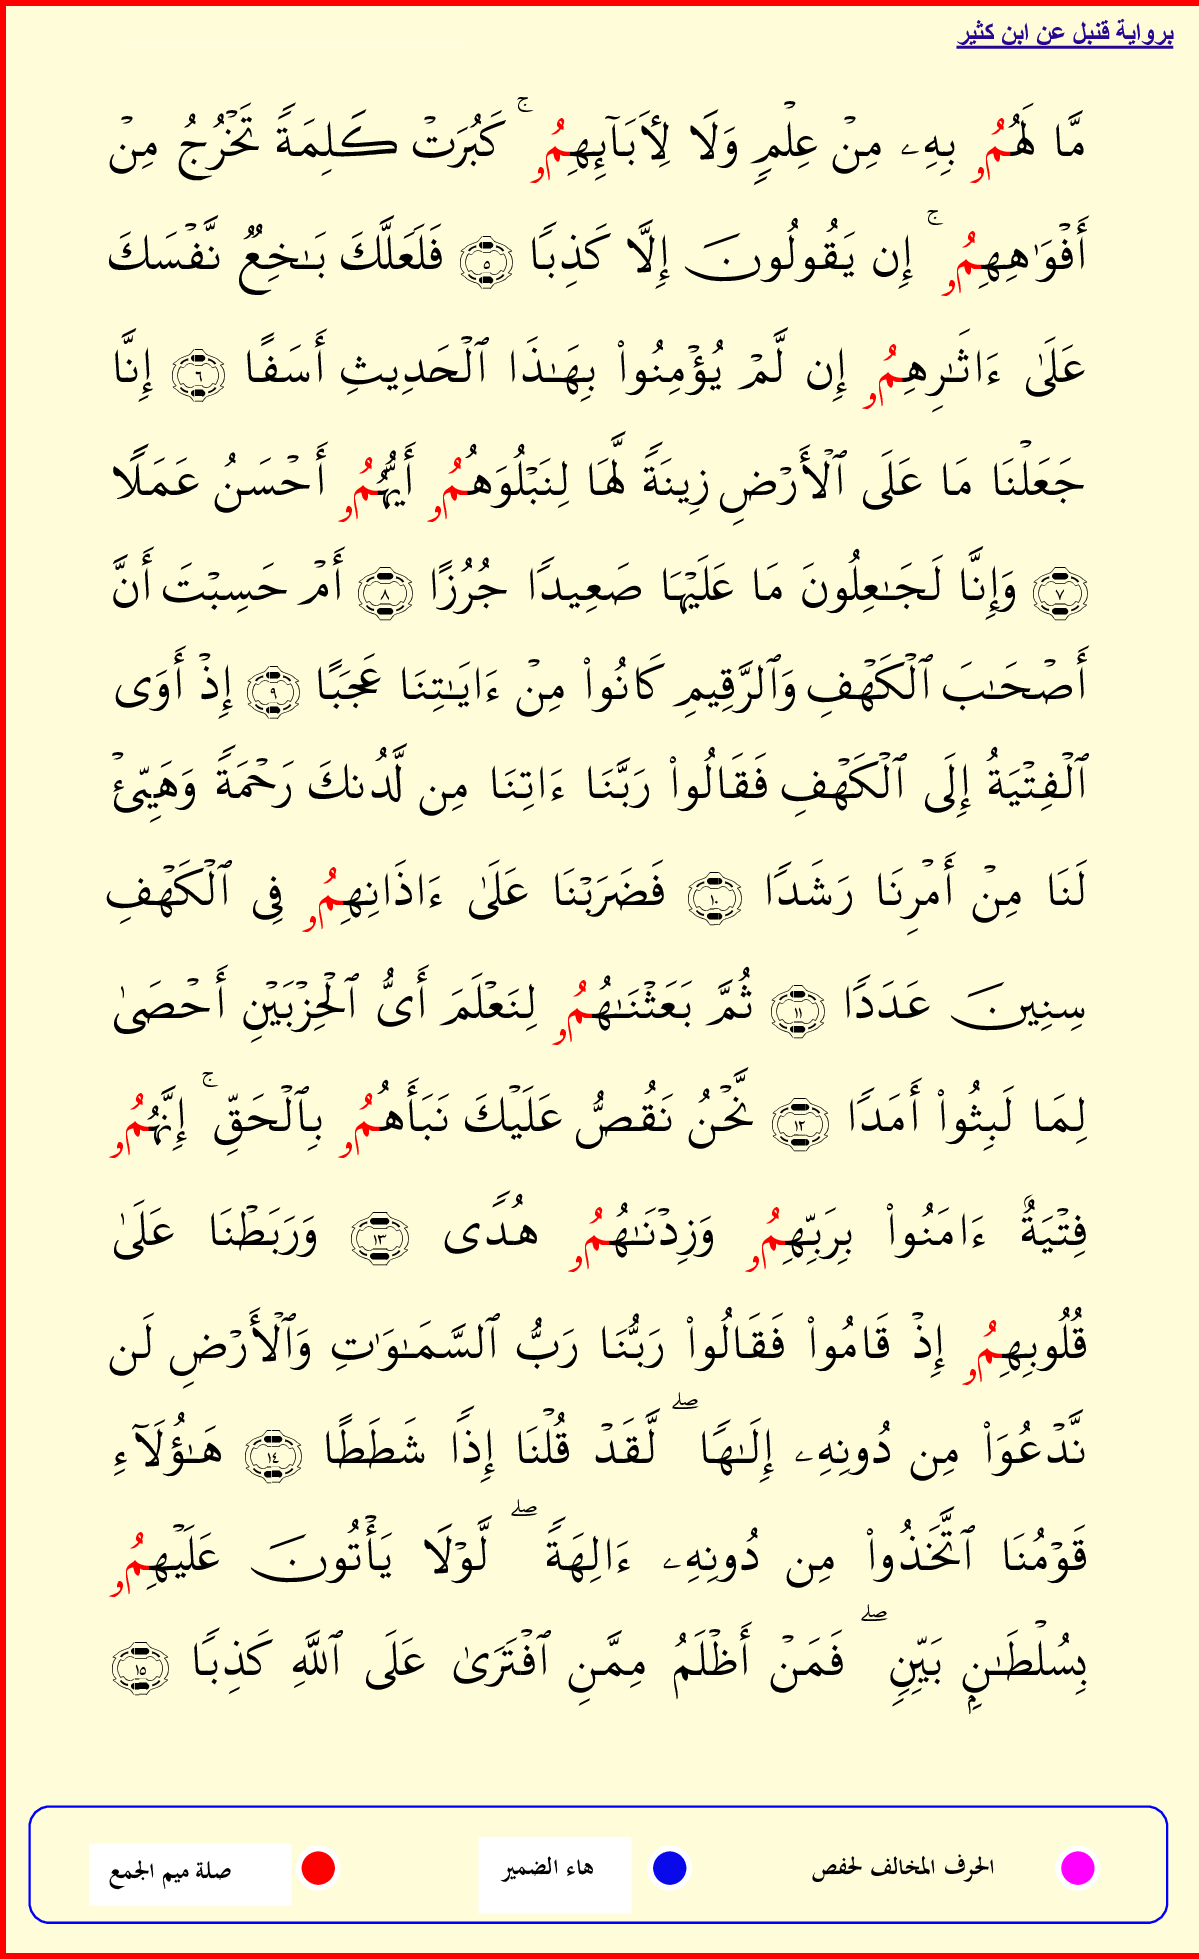 برواية قنبل عن ابن كثير
مَّا لَهُمُۥ بِهِۦ مِنۡ عِلۡمٖ وَلَا لِأٓبَآئِهِمُۥۚ كَبُرَتۡ كَلِمَةٗ تَخۡرُجُ مِنۡ
أَفۡوَٰهِهِمُۥۚ إِن يَقُولُونَ إِلَّا كَذِبٗا ٥ فَلَعَلَّكَ بَٰخِعٞ نَّفۡسَكَ
عَلَىٰ ءَاثَٰرِهِمُۥ إِن لَّمۡ يُؤۡمِنُواْ بِهَٰذَا ٱلۡحَدِيثِ أَسَفًا ٦ إِنَّا
جَعَلۡنَا مَا عَلَى ٱلۡأَرۡضِ زِينَةٗ لَّهَا لِنَبۡلُوَهُمُۥ أَيُّهُمُۥ أَحۡسَنُ عَمَلٗا
٧ وَإِنَّا لَجَٰعِلُونَ مَا عَلَيۡهَا صَعِيدٗا جُرُزًا ٨ أَمۡ حَسِبۡتَ أَنَّ
أَصۡحَٰبَ ٱلۡكَهۡفِ وَٱلرَّقِيمِ كَانُواْ مِنۡ ءَايَٰتِنَا عَجَبًا ٩ إِذۡ أَوَى
ٱلۡفِتۡيَةُ إِلَى ٱلۡكَهۡفِ فَقَالُواْ رَبَّنَا ءَاتِنَا مِن لَّدُنكَ رَحۡمَةٗ وَهَيِّئۡ
لَنَا مِنۡ أَمۡرِنَا رَشَدٗا ١٠ فَضَرَبۡنَا عَلَىٰ ءَاذَانِهِمُۥ فِي ٱلۡكَهۡفِ
سِنِينَ عَدَدٗا ١١ ثُمَّ بَعَثۡنَٰهُمُۥ لِنَعۡلَمَ أَيُّ ٱلۡحِزۡبَيۡنِ أَحۡصَىٰ
لِمَا لَبِثُواْ أَمَدٗا ١٢ نَّحۡنُ نَقُصُّ عَلَيۡكَ نَبَأَهُمُۥ بِٱلۡحَقِّۚ إِنَّهُمُۥ
فِتۡيَةٌ ءَامَنُواْ بِرَبِّهِمُۥ وَزِدۡنَٰهُمُۥ هُدٗى ١٣ وَرَبَطۡنَا عَلَىٰ
قُلُوبِهِمُۥ إِذۡ قَامُواْ فَقَالُواْ رَبُّنَا رَبُّ ٱلسَّمَٰوَٰتِ وَٱلۡأَرۡضِ لَن
نَّدۡعُوَاْ مِن دُونِهِۦ إِلَٰهٗاۖ لَّقَدۡ قُلۡنَا إِذٗا شَطَطًا ١٤ هَٰؤُلَآءِ
قَوۡمُنَا ٱتَّخَذُواْ مِن دُونِهِۦ ءَالِهَةٗۖ لَّوۡلَا يَأۡتُونَ عَلَيۡهِمُۥ
بِسُلۡطَٰنِۭ بَيِّنٖۖ فَمَنۡ أَظۡلَمُ مِمَّنِ ٱفۡتَرَىٰ عَلَى ٱللَّهِ كَذِبٗا ١٥
الحرف المخالف لحفص هاء الضمير صلة ميم الجمع